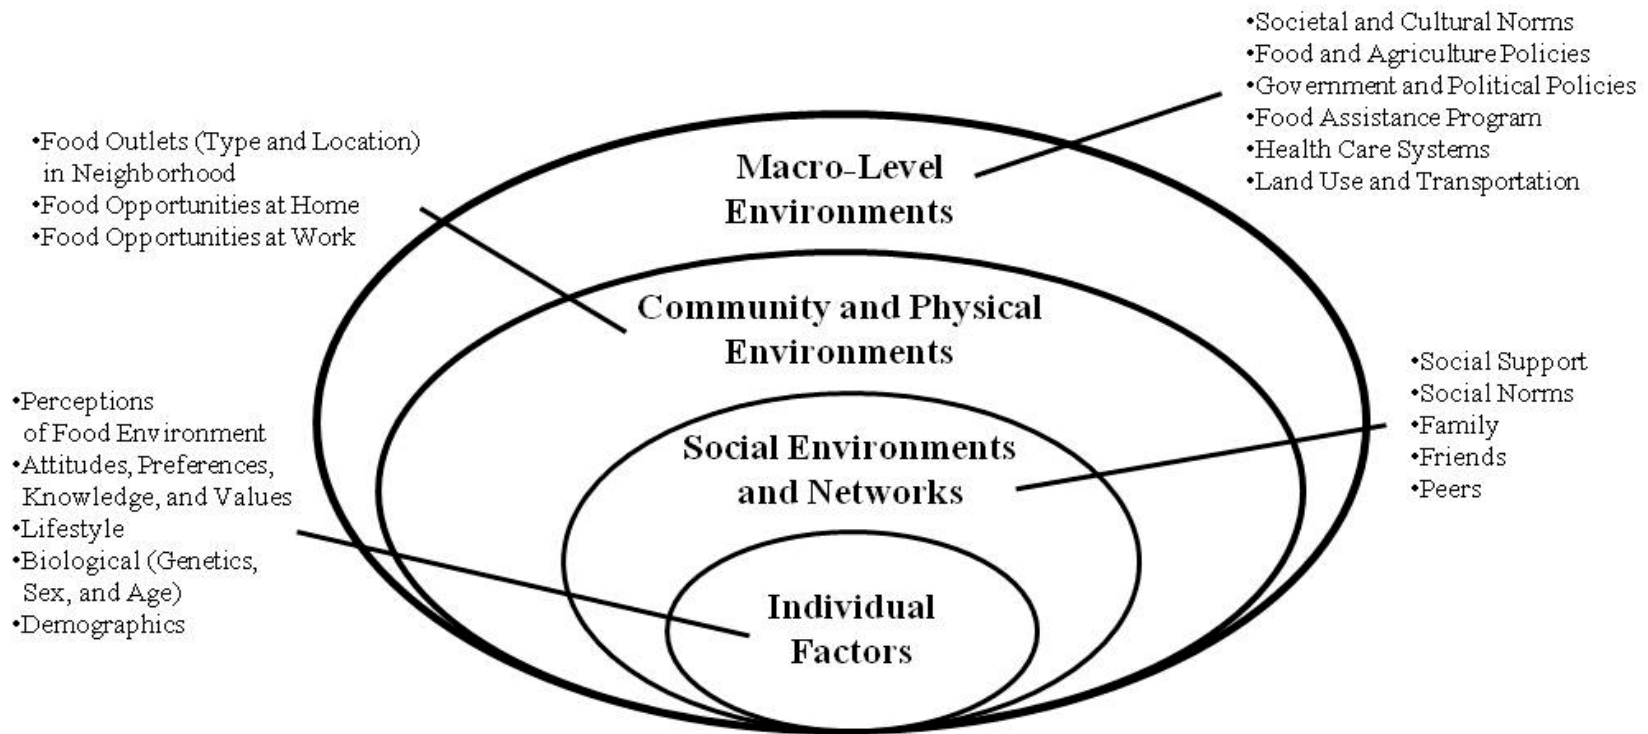 •Societal and Cultural Norms
•Food and Agriculture Policies
•Government and Political Policies
•Food Assistance Program
•Health Care Systems
•Land Use and Transportation
•Food Outlets (Type and Location)
in Neighborhood
•Food Opportunities at Home
•Food Opportunities at Work
Macro-Level
Environments
Community and Physical
Environments
•Social Support
•Social Norms
•Family
•Friends
•Peers
•Perceptions
of Food Environment
•Attitudes, Preferences,
Knowledge, and Values
•Lifestyle
•Biological (Genetics,
Sex, and Age)
•Demographics
Social Environments
and Networks
Individual
Factors